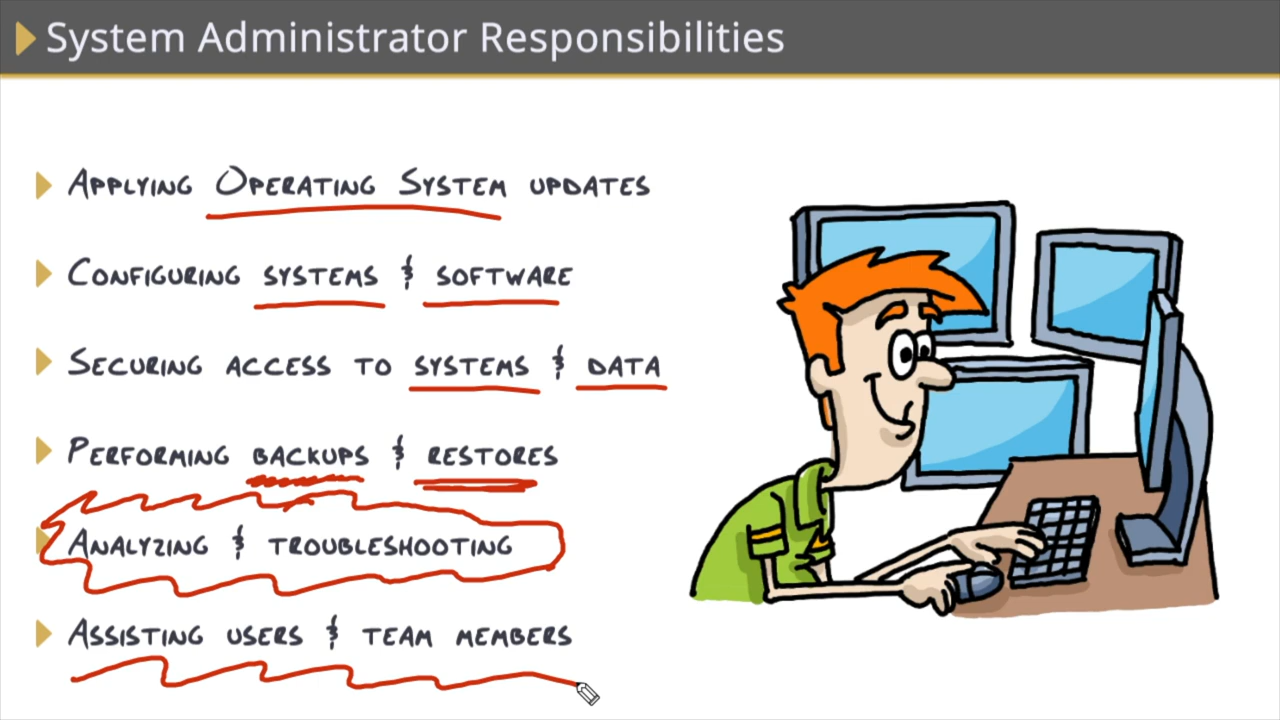 System Administrator Responsibilities
Applying Operating System updates
Configuring systems & software
Securing access to systems & data
Performing backups & restores
Analyzing & troubleshooting
Assisting users & team members